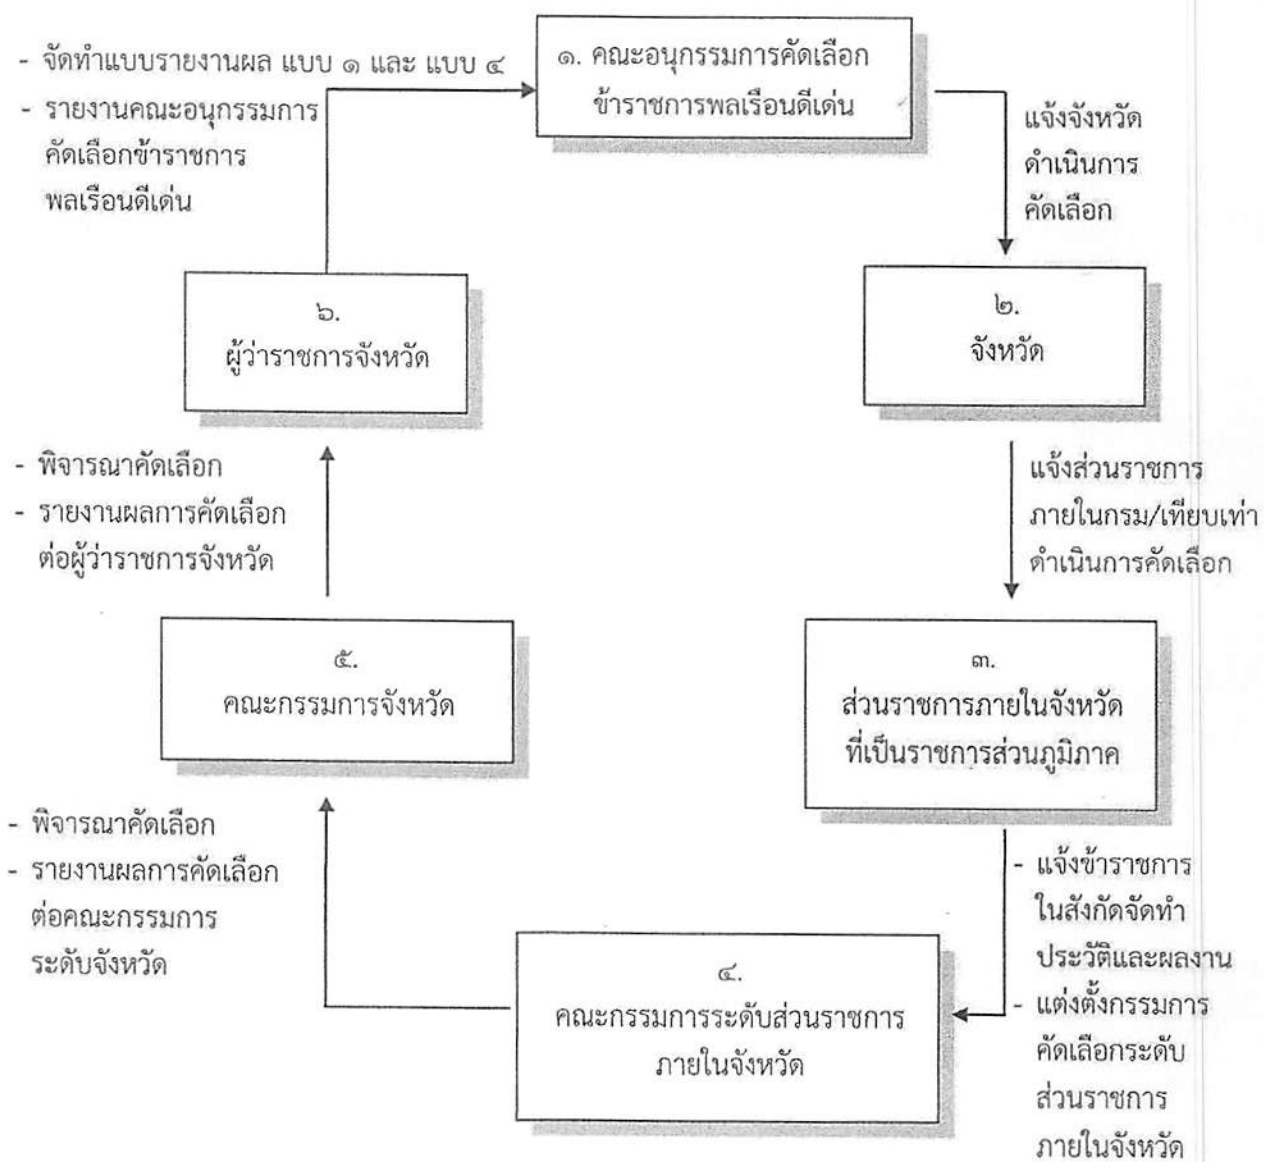 - จัดทำแบบรายงานผล แบบ ๑ และ แบบ ๔
- รายงานคณะอนุกรรมการ
คัดเลือกข้าราชการ
พลเรือนดีเด่น
๑. คณะอนุกรรมการคัดเลือก
ข้าราชการพลเรือนดีเด่น
แจ้งจังหวัด
ดำเนินการ
คัดเลือก
๒.
จังหวัด
แจ้งส่วนราชการ
ภายในกรม/เทียบเท่า
ดำเนินการคัดเลือก
๓.
ส่วนราชการภายในจังหวัด
ที่เป็นราชการส่วนภูมิภาค
- แจ้งข้าราชการ
ในสังกัดจัดทำ
ประวัติและผลงาน
- แต่งตั้งกรรมการ
คัดเลือกระดับ
ส่วนราชการ
ภายในจังหวัด
๔.
คณะกรรมการระดับส่วนราชการ
ภายในจังหวัด
- พิจารณาคัดเลือก
- รายงานผลการคัดเลือก
ต่อคณะกรรมการ
ระดับจังหวัด
๕.
คณะกรรมการจังหวัด
- พิจารณาคัดเลือก
- รายงานผลการคัดเลือก
ต่อผู้ว่าราชการจังหวัด
๖.
ผู้ว่าราชการจังหวัด